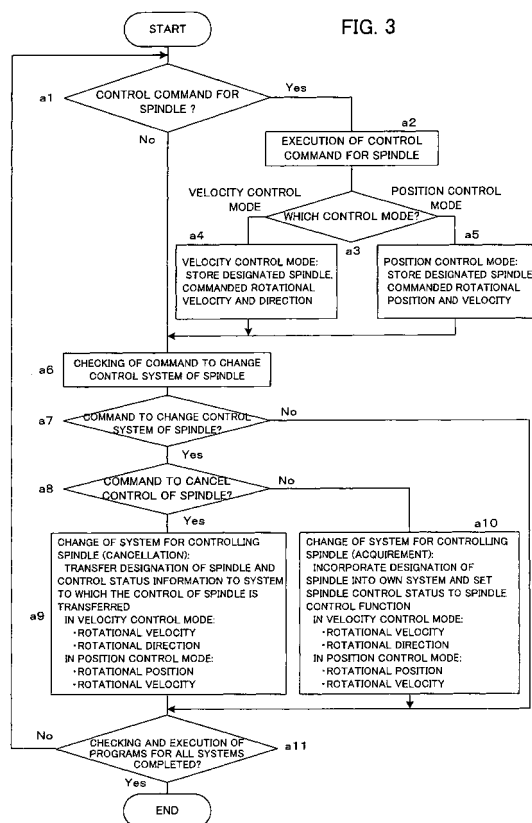 START
FIG. 3
a1
CONTROL COMMAND FOR
SPINDLE ?
Yes
No
a2
EXECUTION OF CONTROL
COMMAND FOR SPINDLE
VELOCITY CONTROL
MODE
POSITION CONTROL
MODE
WHICH CONTROL MODE?
a3
a4
VELOCITY CONTROL MODE:
STORE DESIGNATED SPINDLE,
COMMANDED ROTATIONAL
VELOCITY AND DIRECTION
a5
POSITION CONTROL MODE:
STORE DESIGNATED SPINDLE,
COMMANDED ROTATIONAL
POSITION AND VELOCITY
a6
CHECKING OF COMMAND TO CHANGE
CONTROL SYSTEM OF SPINDLE
a7
COMMAND TO CHANGE CONTROL
SYSTEM OF SPINDLE?
No
Yes
a8
COMMAND TO CANCEL
CONTROL OF SPINDLE?
No
Yes
a9
CHANGE OF SYSTEM FOR CONTROLLING
SPINDLE (CANCELLATION):
TRANSFER DESIGNATION OF SPINDLE AND
CONTROL STATUS INFORMATION TO SYSTEM
TO WHICH THE CONTROL OF SPINDLE IS
TRANSFERRED
IN VELOCITY CONTROL MODE:
・ROTATIONAL VELOCITY
・ROTATIONAL DIRECTION
IN POSITION CONTROL MODE:
・ROTATIONAL POSITION
・ROTATIONAL VELOCITY
a10
CHANGE OF SYSTEM FOR CONTROLLING
SPINDLE (ACQUIREMENT):
INCORPORATE DESIGNATION OF
SPINDLE INTO OWN SYSTEM AND SET
SPINDLE CONTROL STATUS TO SPINDLE
CONTROL FUNCTION
IN VELOCITY CONTROL MODE:
・ROTATIONAL VELOCITY
・ROTATIONAL DIRECTION
IN POSITION CONTROL MODE:
・ROTATIONAL POSITION
・ROTATIONAL VELOCITY
No
CHECKING AND EXECUTION OF
PROGRAMS FOR ALL SYSTEMS
COMPLETED?
a11
Yes
END